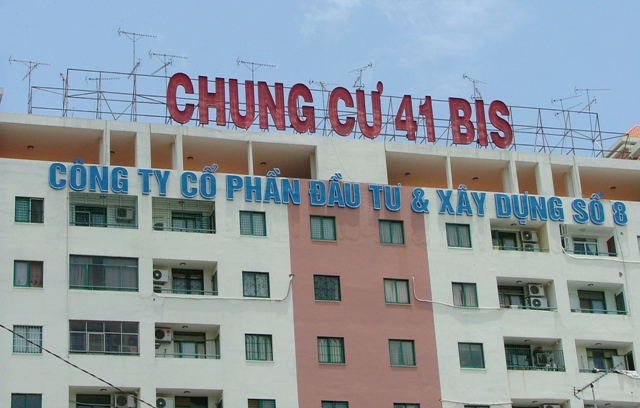 CHUNG CƯ 41 BIS
CÔNG TY CỔ PHẦN ĐẦU TƯ & XÂY DỰNG SỐ 8